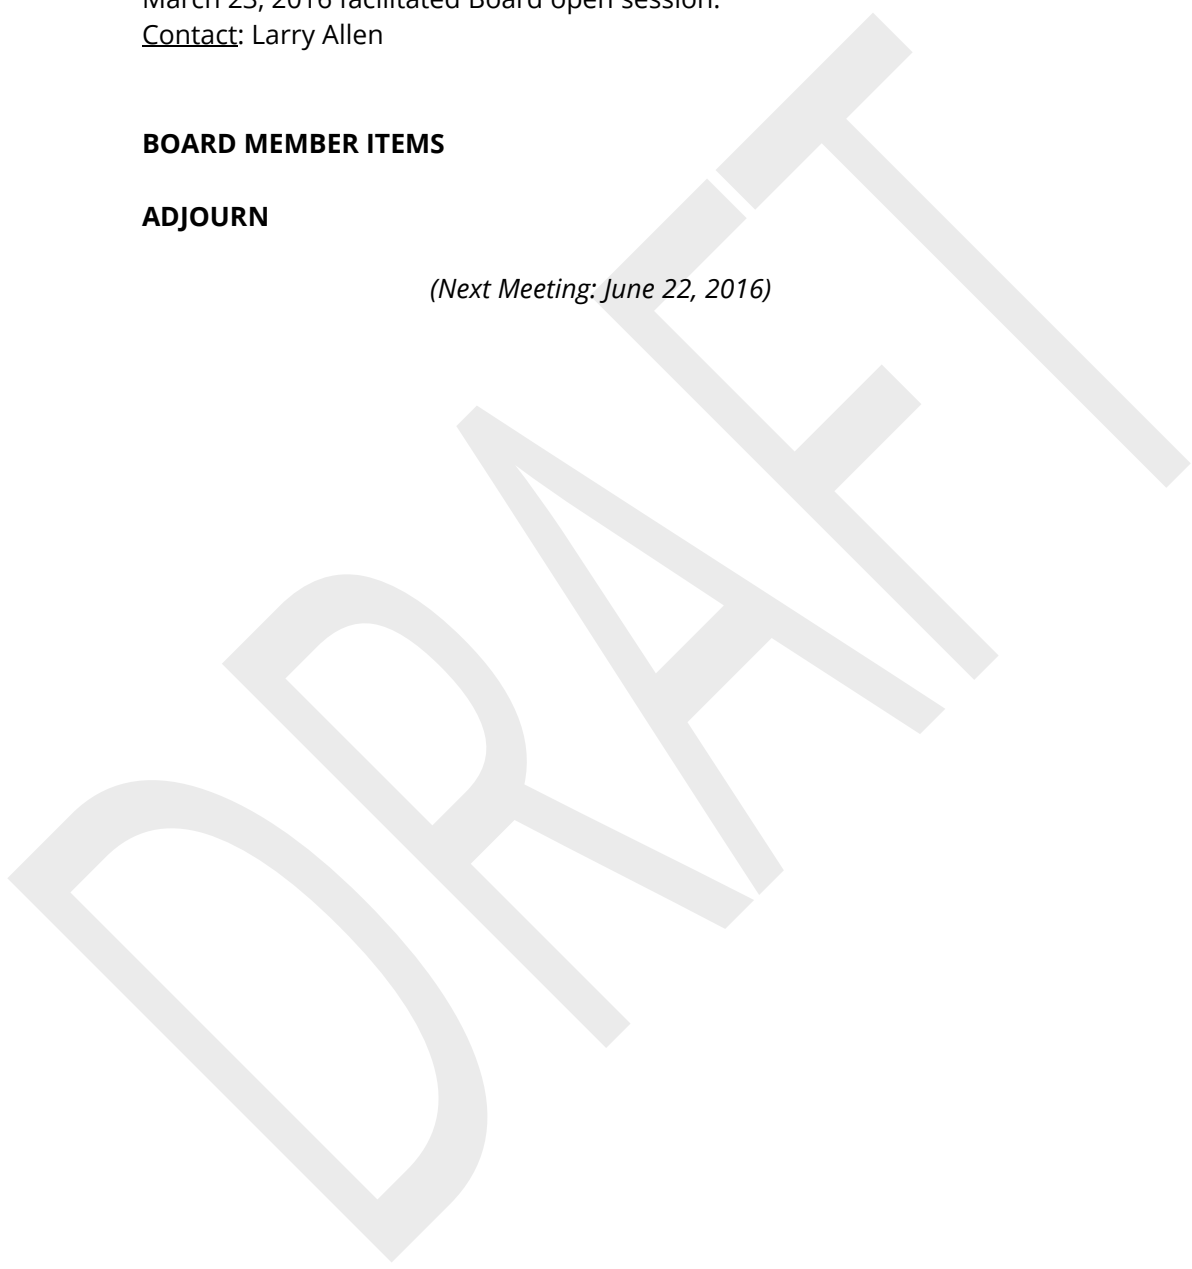 March 23, 2016 facilitated Board open session.
Contact: Larry Allen
BOARD MEMBER ITEMS
ADJOURN
(Next Meeting: June 22, 2016)
DRAFT